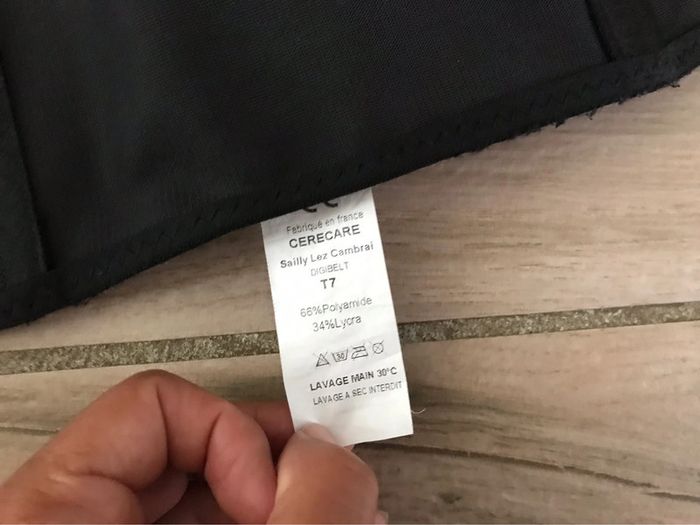 Fabriqué en france
CERECARE
Sailly Lez Cambrai
DIGIBELT
T7
66%Polyamide
34%Lycra
30
LAVAGE MAIN 30°C
LAVAGE A SEC INTERDIT